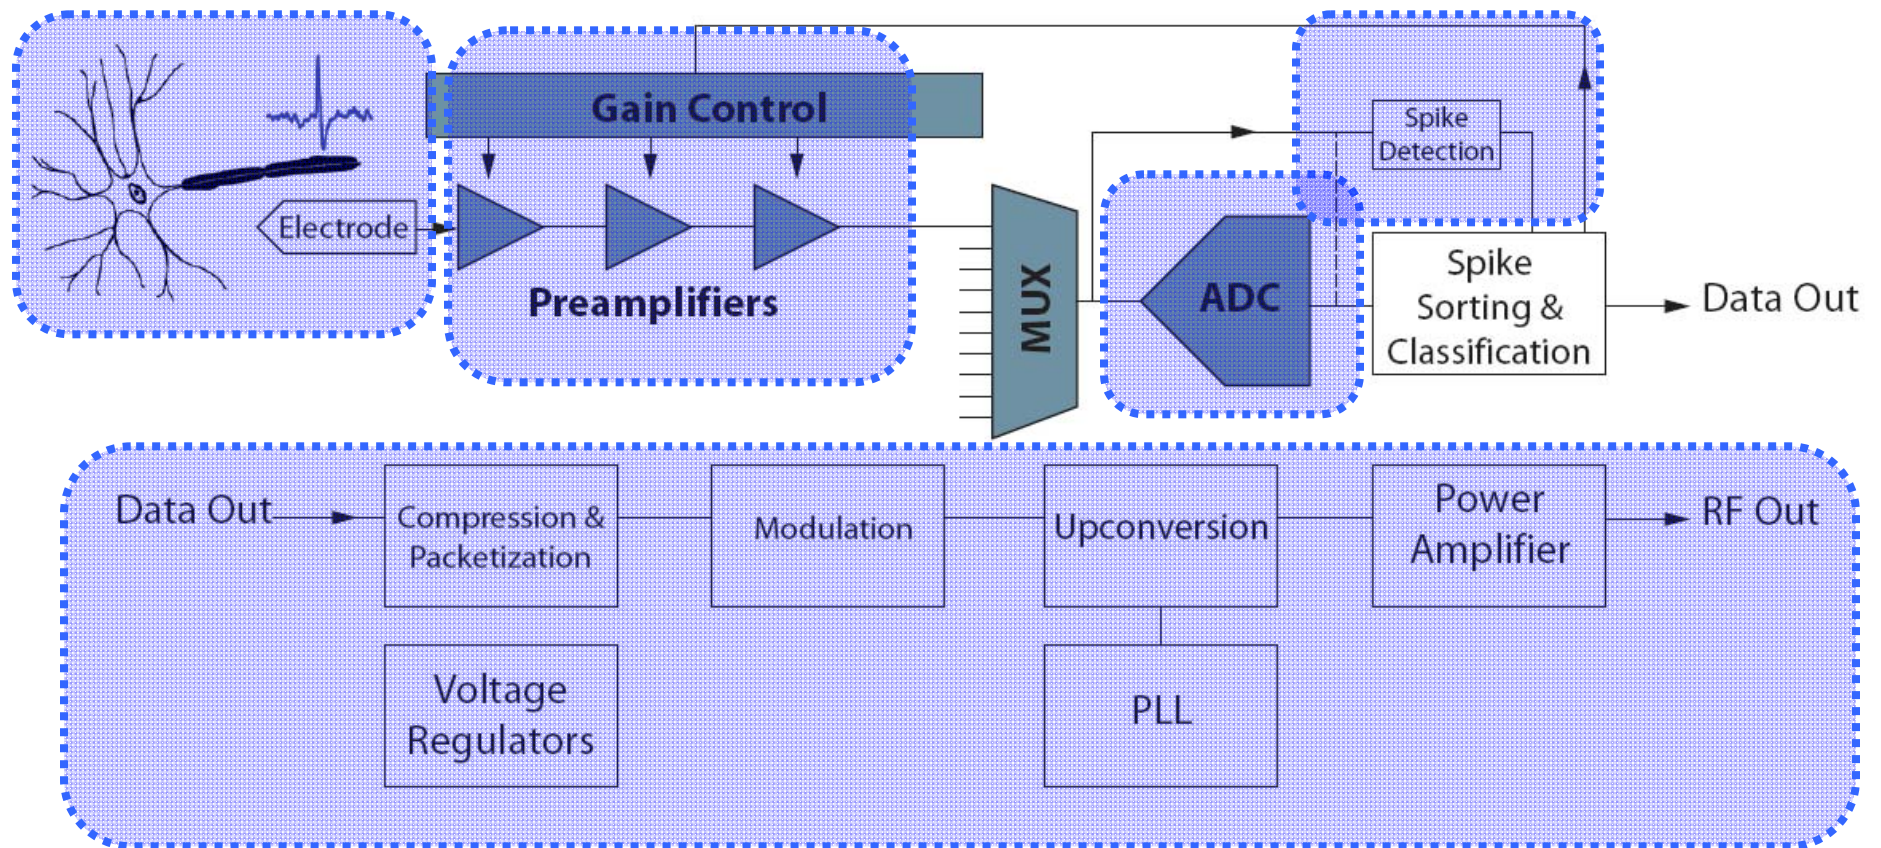 Gain Control
Spike
Detection
Electrode
Preamplifiers
MUX
ADC
Spike
Sorting &
Classification
Data Out
Data Out
Compression &
Packetization
Modulation
Upconversion
Power
Amplifier
RF Out
Voltage
Regulators
PLL